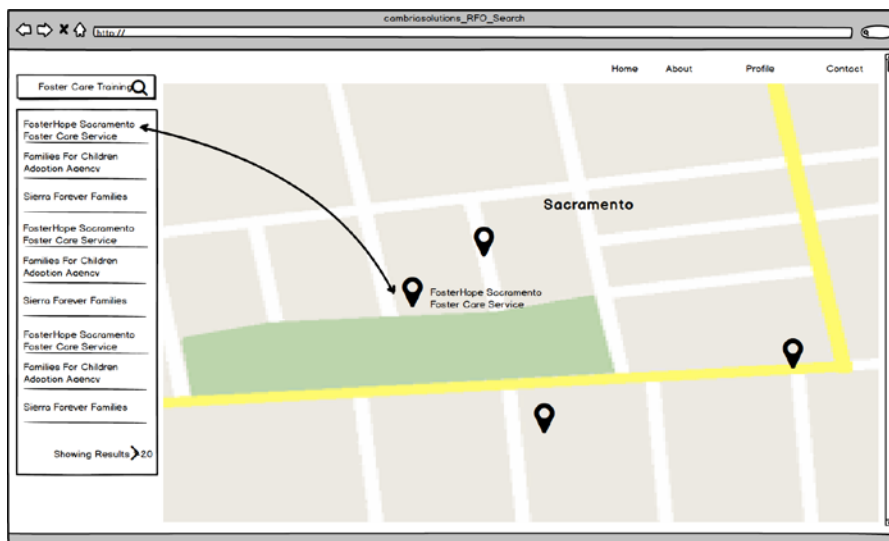 cambriasolutions_RFO_Search
http://
Home About Profile Contact
Foster Care Training
FosterHope Sacramento
Foster Care Service
Families For Children
Adoption Agency
Sierra Forever Families
FosterHope Sacramento
Foster Care Service
Families For Children
Adoption Agency
Sierra Forever Families
FosterHope Sacramento
Foster Care Service
Families For Children
Adoption Agency
Sierra Forever Families
Showing Results 20
Sacramento
FosterHope Sacramento
Foster Care Service